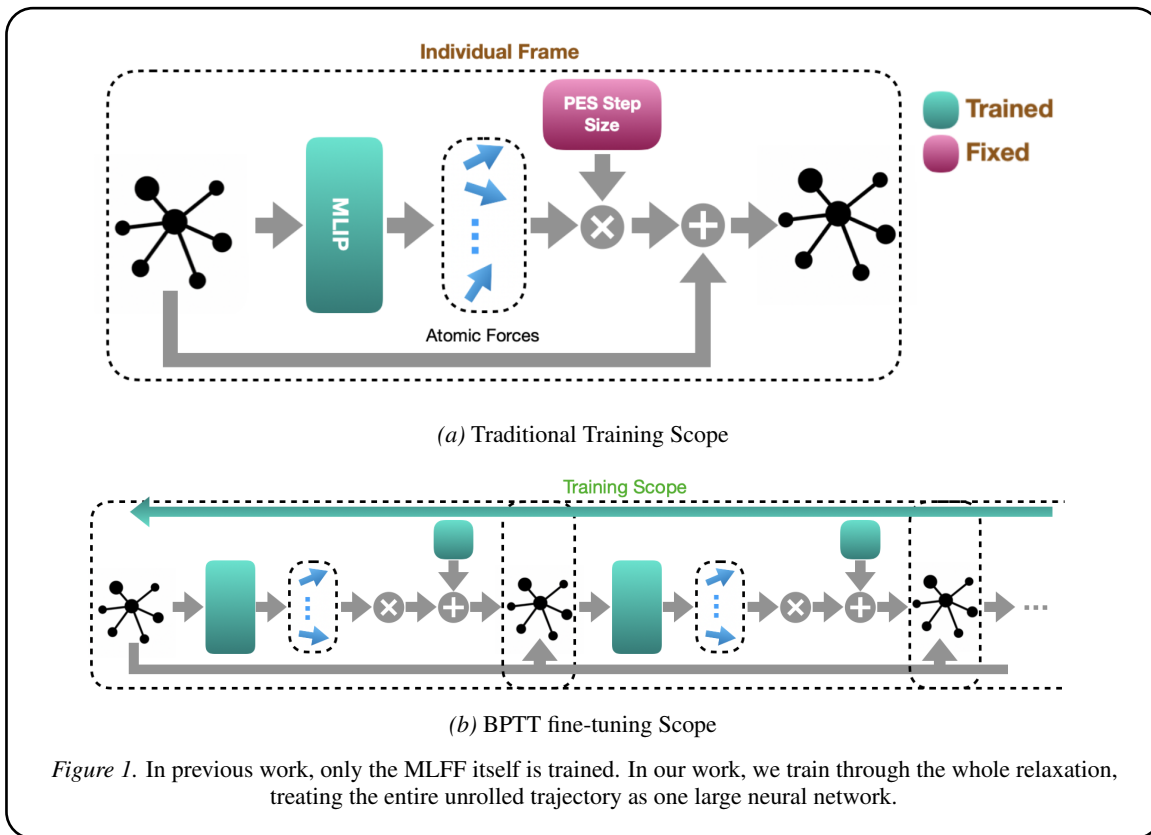 Individual Frame
PES Step
Size
Trained
Fixed
MLIP
Atomic Forces
(a) Traditional Training Scope
Training Scope
(b) BPTT fine-tuning Scope
Figure 1. In previous work, only the MLFF itself is trained. In our work, we train through the whole relaxation,
treating the entire unrolled trajectory as one large neural network.